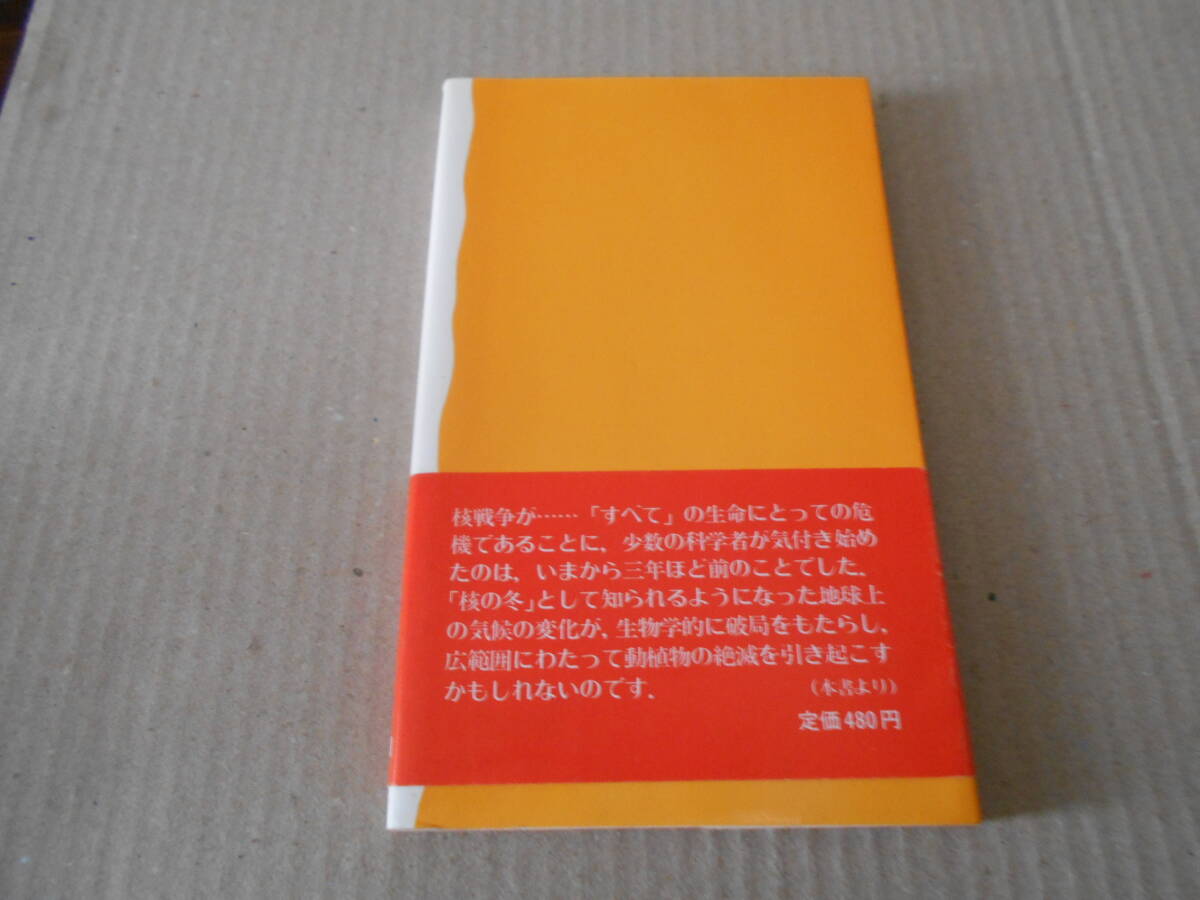 核戦争が……「すべて」の生命にとっての危
機であることに，少数の科学者が気付き始め
たのは，いまから三年ほど前のことでした．
「核の冬」として知られるようになった地球上
の気候の変化が，生物学的に破局をもたらし，
広範囲にわたって動植物の絶滅を引き起こす
かもしれないのです．
（本書より）
定価480円